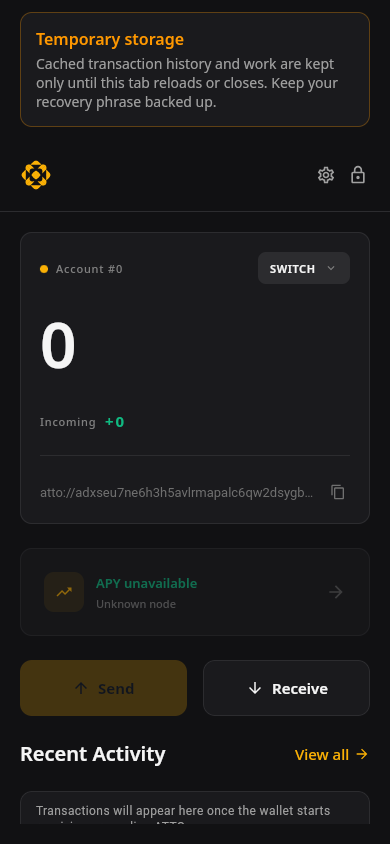 Temporary storage
Cached transaction history and work are kept
only until this tab reloads or closes. Keep your
recovery phrase backed up.
Account #0
SWITCH
0
Incoming +0
atto://adxseu7ne6h3h5avlrmapalc6qw2dsygb...
APY unavailable
Unknown node
Send
Receive
Recent Activity
View all
Transactions will appear here once the wallet starts